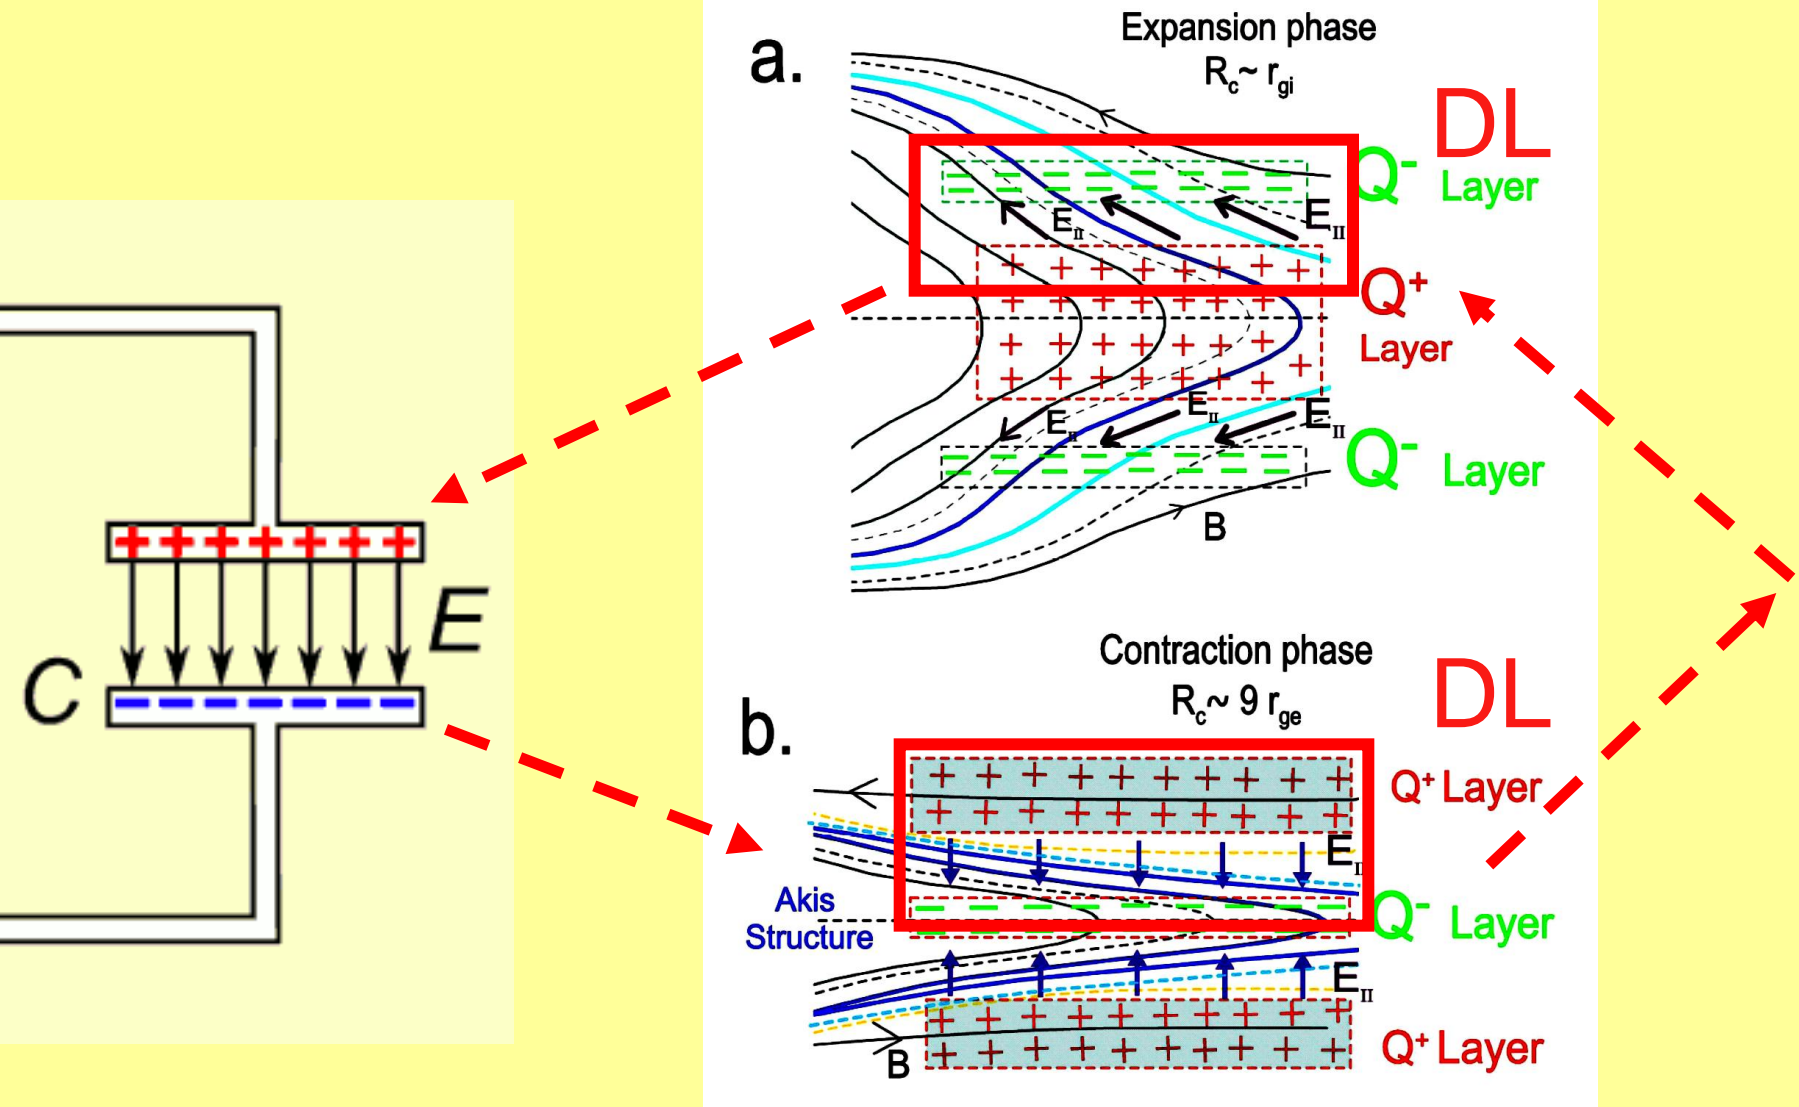 a.
Expansion phase
R_c~ r_gi
DL
Q⁻ Layer
E_II
E_II
Q⁺
Layer
E_II
E_II
E_II
Q⁻ Layer
B
E
C
b.
Contraction phase
R_c~ 9 r_ge
DL
Q⁺ Layer
E_II
Akis
Structure
Q⁻ Layer
E_II
Q⁺ Layer
B